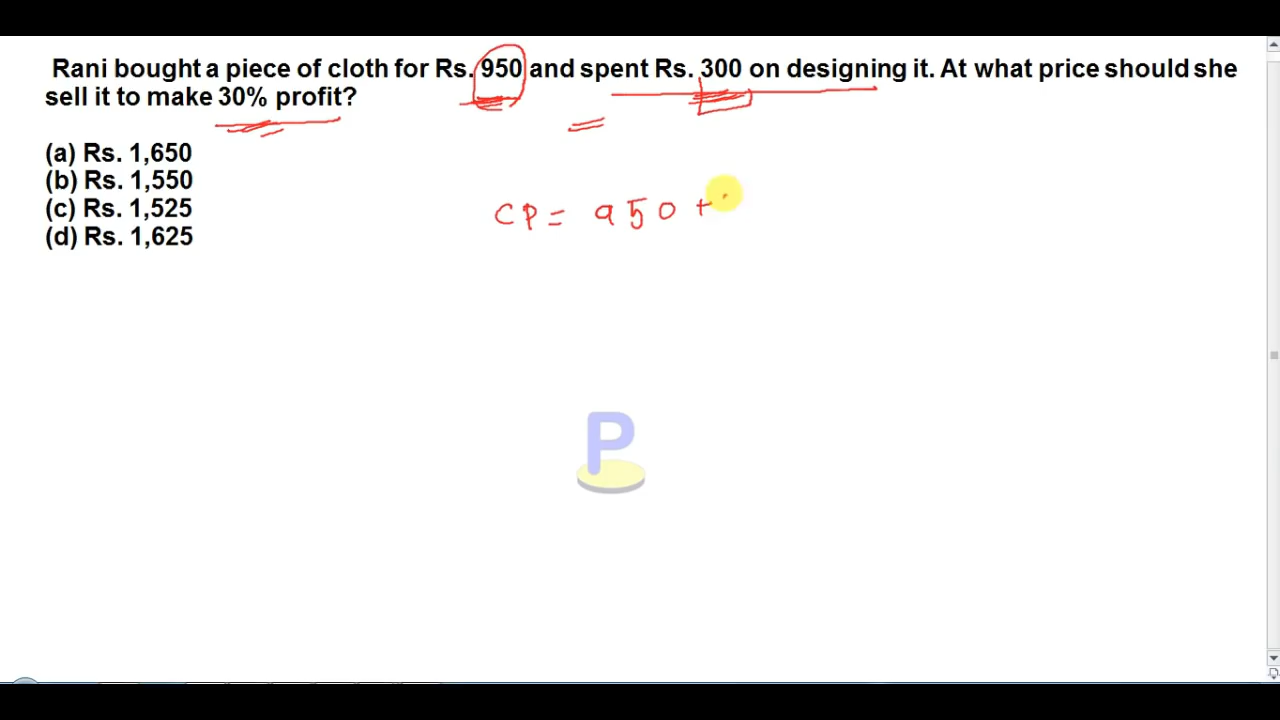 Rani bought a piece of cloth for Rs. 950 and spent Rs. 300 on designing it. At what price should she
sell it to make 30% profit?
(a) Rs. 1,650
(b) Rs. 1,550
(c) Rs. 1,525
(d) Rs. 1,625
CP = 950 +
P